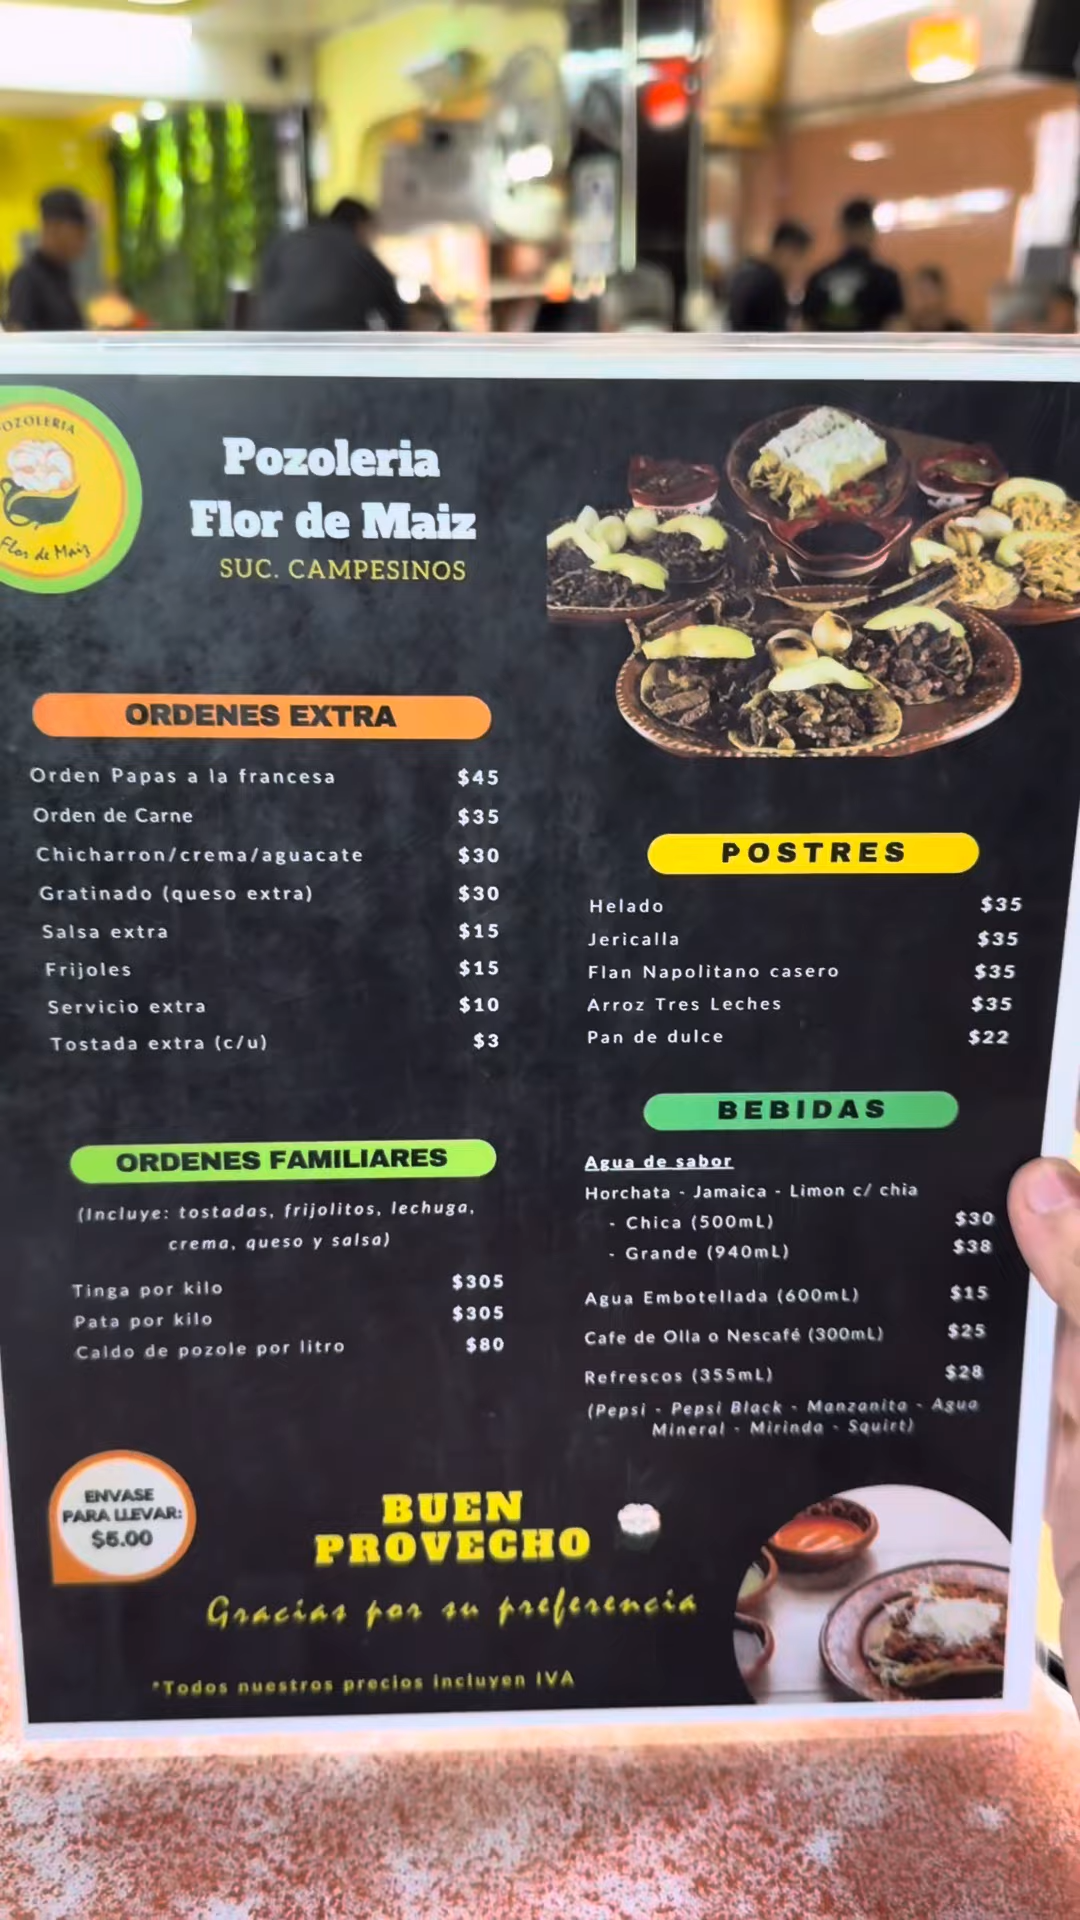 POZOLERIA
Flor de Maiz
Pozoleria
Flor de Maiz
SUC. CAMPESINOS
ORDENES EXTRA
Orden Papas a la francesa $45
Orden de Carne $35
Chicharron/crema/aguacate $30
Gratinado (queso extra) $30
Salsa extra $15
Frijoles $15
Servicio extra $10
Tostada extra (c/u) $3
ORDENES FAMILIARES
(Incluye: tostadas, frijolitos, lechuga,
crema, queso y salsa)
Tinga por kilo $305
Pata por kilo $305
Caldo de pozole por litro $80
POSTRES
Helado $35
Jericalla $35
Flan Napolitano casero $35
Arroz Tres Leches $35
Pan de dulce $22
BEBIDAS
Agua de sabor
Horchata - Jamaica - Limon c/ chia
- Chica (500mL) $30
- Grande (940mL) $38
Agua Embotellada (600mL) $15
Cafe de Olla o Nescafé (300mL) $25
Refrescos (355mL) $28
(Pepsi - Pepsi Black - Manzanita - Agua
Mineral - Mirinda - Squirt)
ENVASE
PARA LLEVAR:
$5.00
BUEN
PROVECHO
Gracias por su preferencia
*Todos nuestros precios incluyen IVA